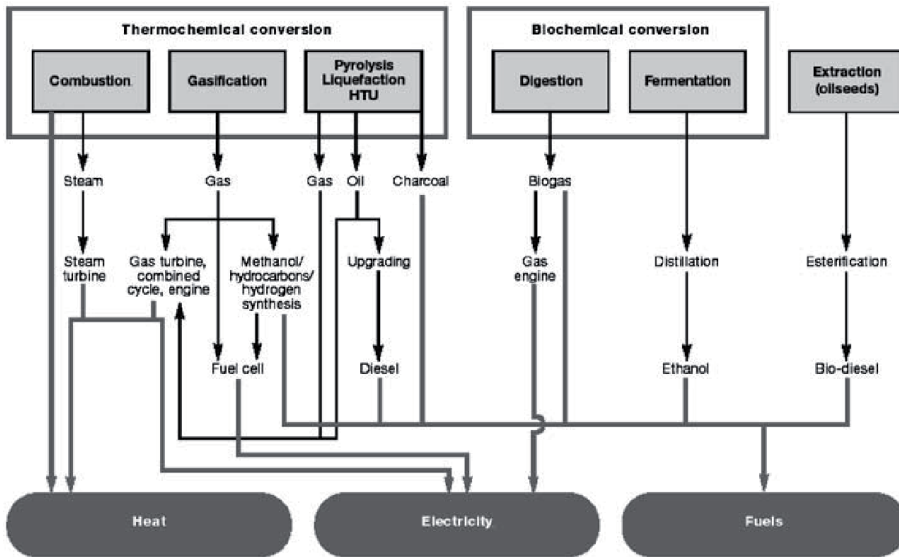 Thermochemical conversion
Biochemical conversion
Combustion
Gasification
Pyrolysis
Liquefaction
HTU
Digestion
Fermentation
Extraction
(oilseeds)
Steam
Gas
Gas
Oil
Charcoal
Biogas
Steam
turbine
Gas turbine,
combined
cycle, engine
Methanol/
hydrocarbons/
hydrogen
synthesis
Upgrading
Gas
engine
Distillation
Esterification
Fuel cell
Diesel
Ethanol
Bio-diesel
Heat
Electricity
Fuels